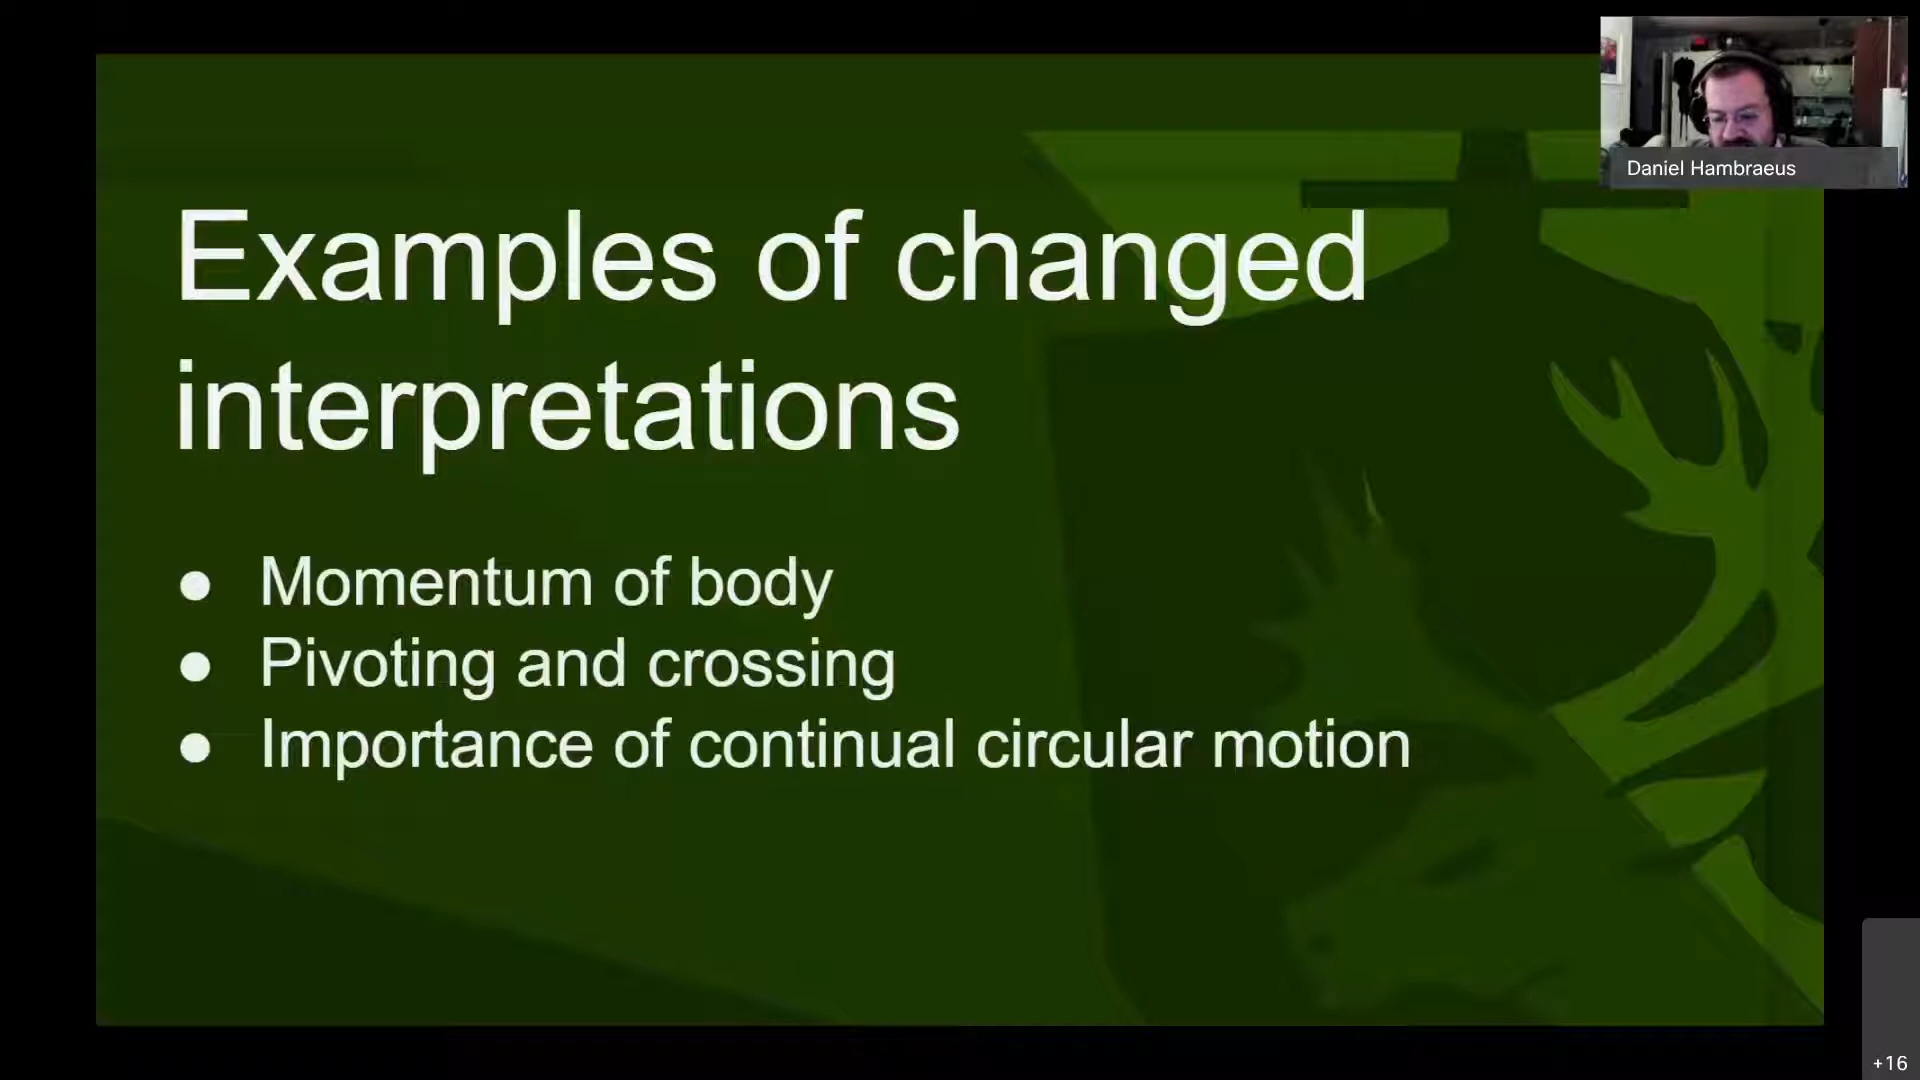 Daniel Hambraeus
Examples of changed
interpretations
● Momentum of body
● Pivoting and crossing
● Importance of continual circular motion
+16